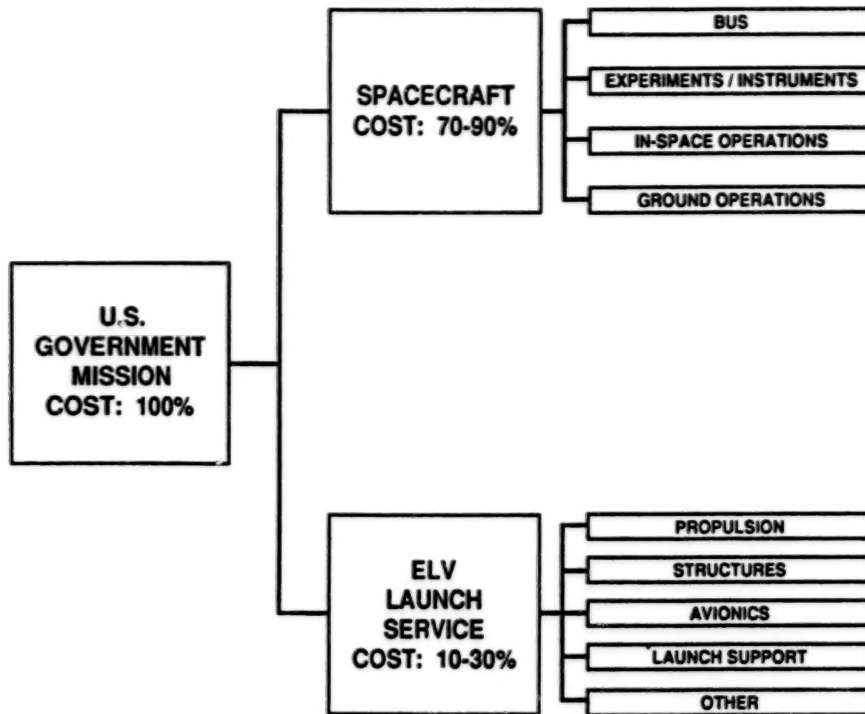 SPACECRAFT
COST: 70-90%
BUS
EXPERIMENTS / INSTRUMENTS
IN-SPACE OPERATIONS
GROUND OPERATIONS
U.S.
GOVERNMENT
MISSION
COST: 100%
ELV
LAUNCH
SERVICE
COST: 10-30%
PROPULSION
STRUCTURES
AVIONICS
LAUNCH SUPPORT
OTHER